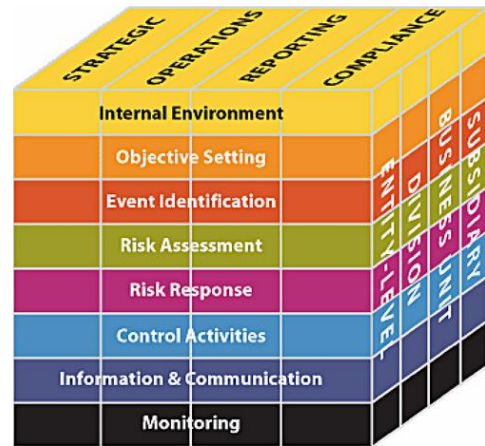 STRATEGIC
OPERATIONS
REPORTING
COMPLIANCE
Internal Environment
Objective Setting
Event Identification
Risk Assessment
Risk Response
Control Activities
Information & Communication
Monitoring
ENTITY-LEVEL
DIVISION
BUSINESS UNIT
SUBSIDIARY